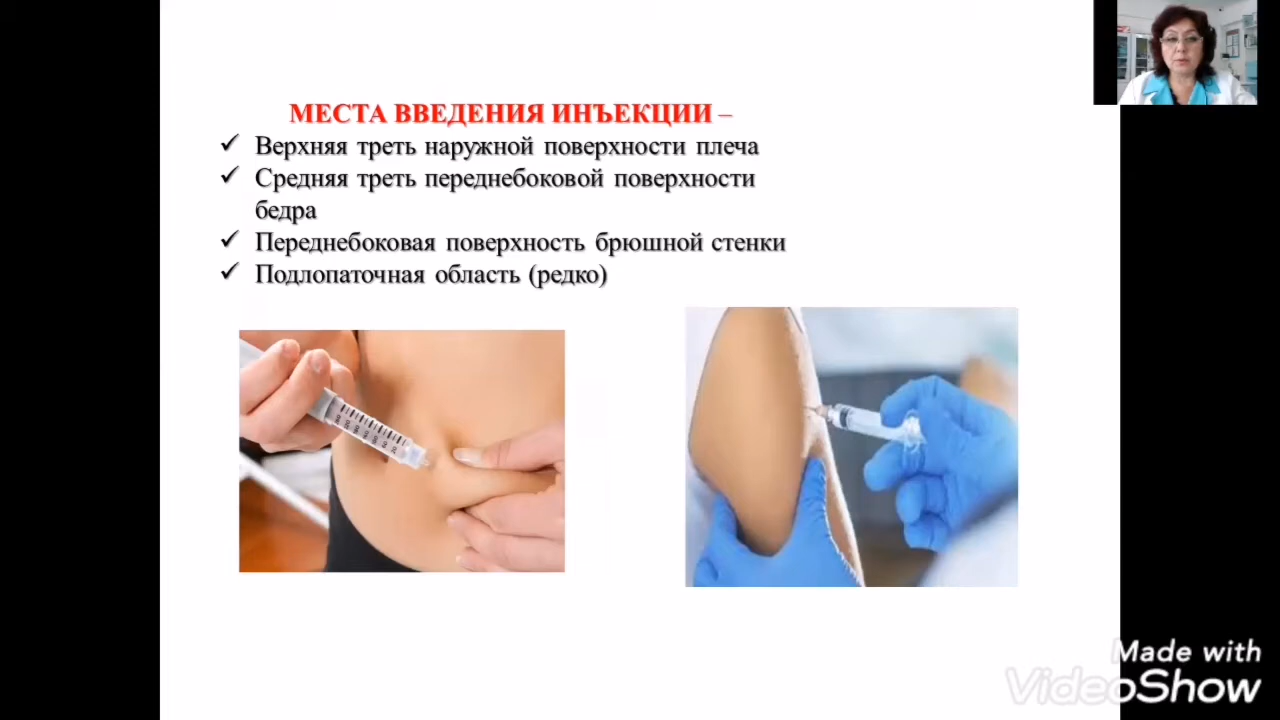 МЕСТА ВВЕДЕНИЯ ИНЪЕКЦИИ –
✓ Верхняя треть наружной поверхности плеча
✓ Средняя треть переднебоковой поверхности
бедра
✓ Переднебоковая поверхность брюшной стенки
✓ Подлопаточная область (редко)
Made with
VideoShow